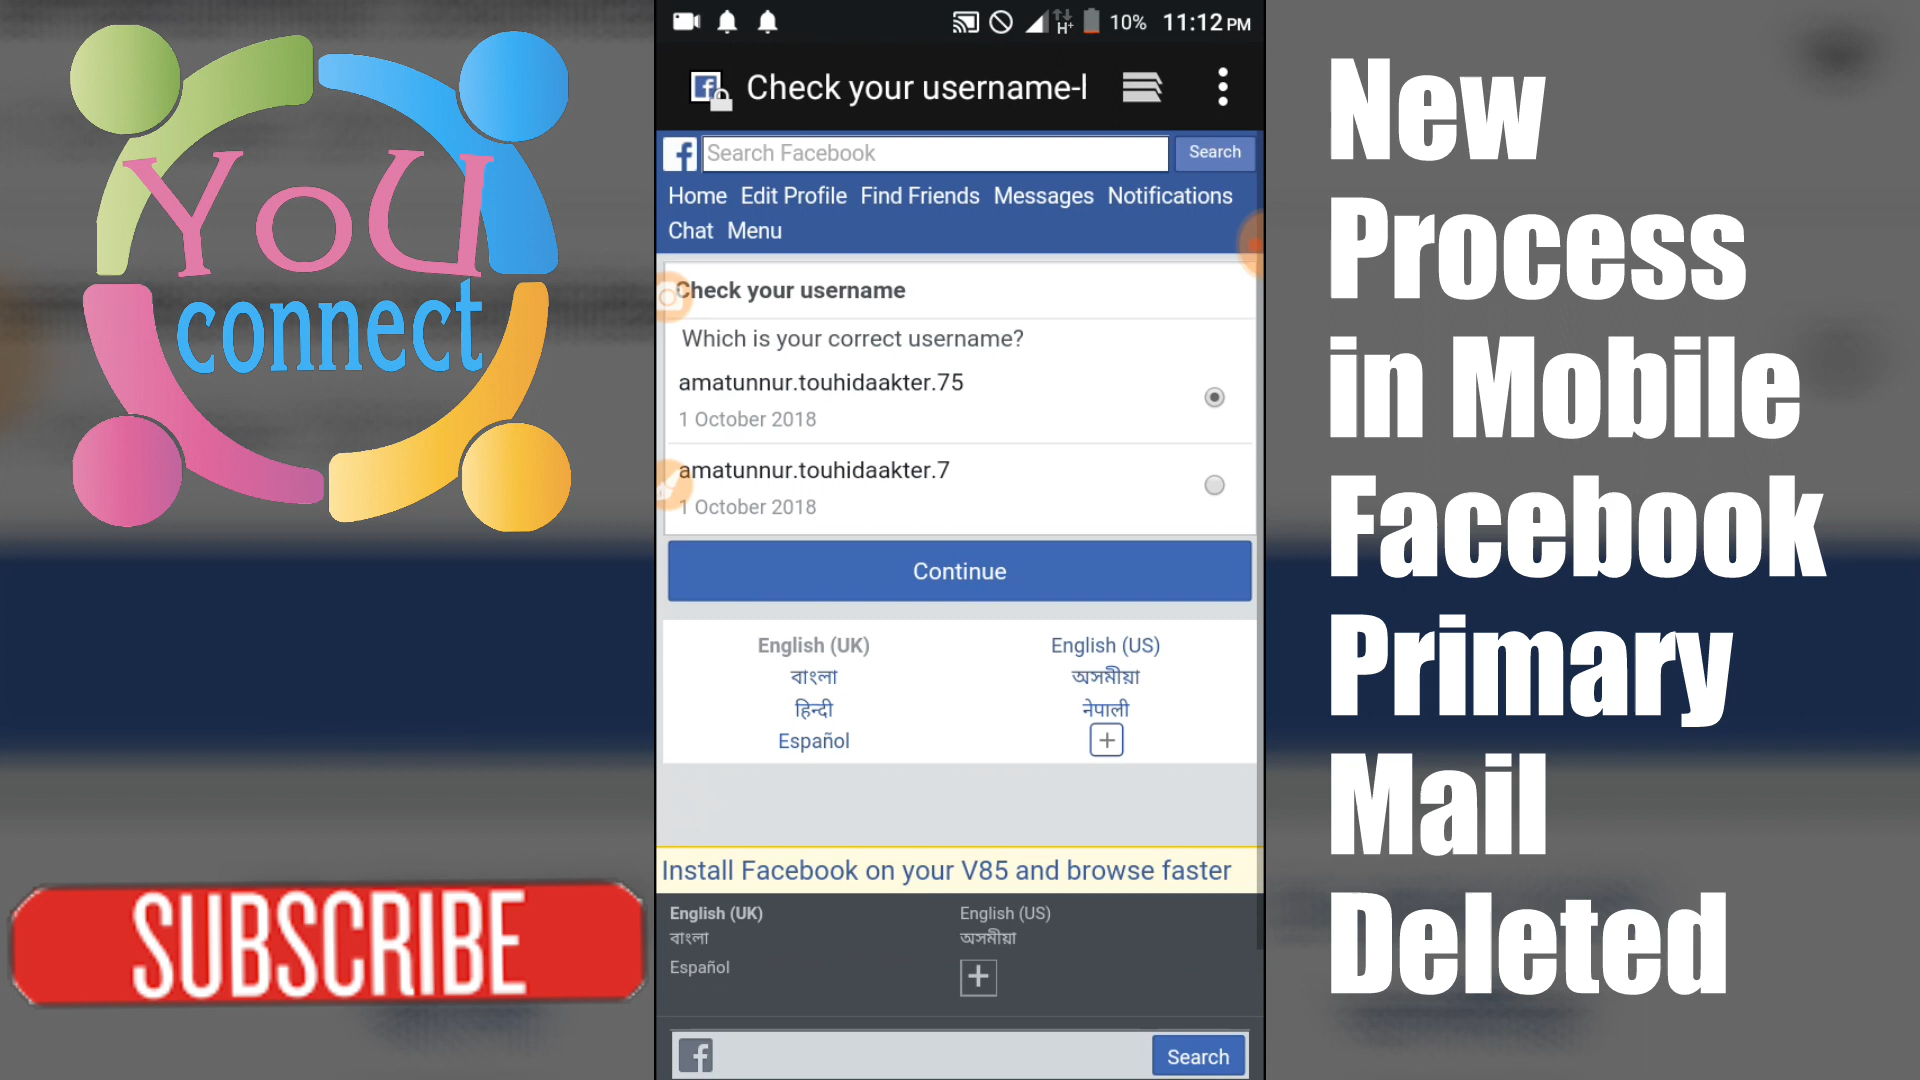 YoU
connect
SUBSCRIBE
H+ 10% 11:12 PM
Check your username-l
Search Facebook
Search
Home Edit Profile Find Friends Messages Notifications
Chat Menu
Check your username
Which is your correct username?
amatunnur.touhidaakter.75
1 October 2018
amatunnur.touhidaakter.7
1 October 2018
Continue
English (UK) English (US)
বাংলা অসমীয়া
हिन्दी नेपाली
Español +
Install Facebook on your V85 and browse faster
English (UK) English (US)
বাংলা অসমীয়া
Español +
Search
New
Process
in Mobile
Facebook
Primary
Mail
Deleted